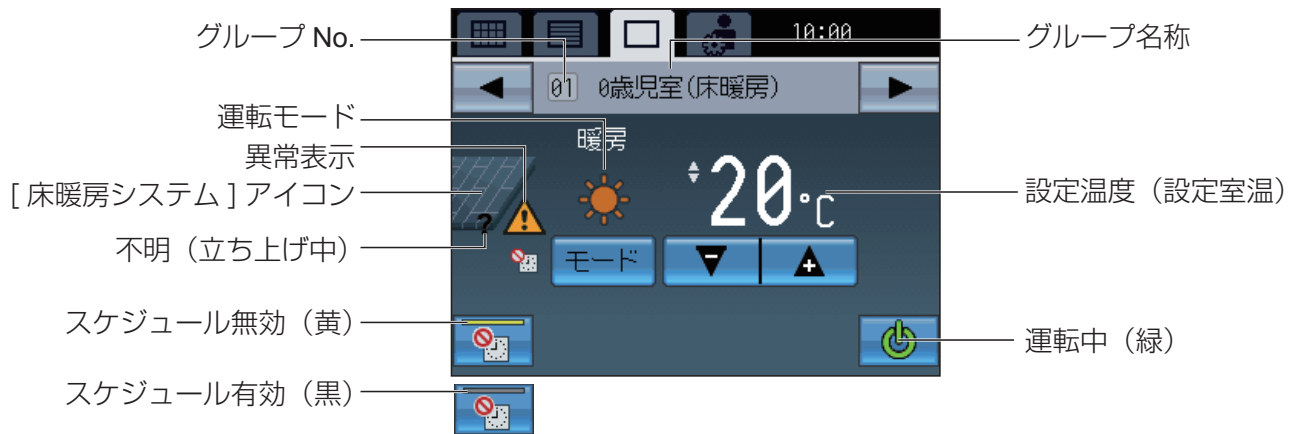 グループ No.
グループ名称
10:00
01 0歳児室(床暖房)
運転モード
異常表示
[ 床暖房システム ] アイコン
不明（立ち上げ中）
暖房
20℃
設定温度（設定室温）
?
モード
スケジュール無効（黄）
運転中（緑）
スケジュール有効（黒）